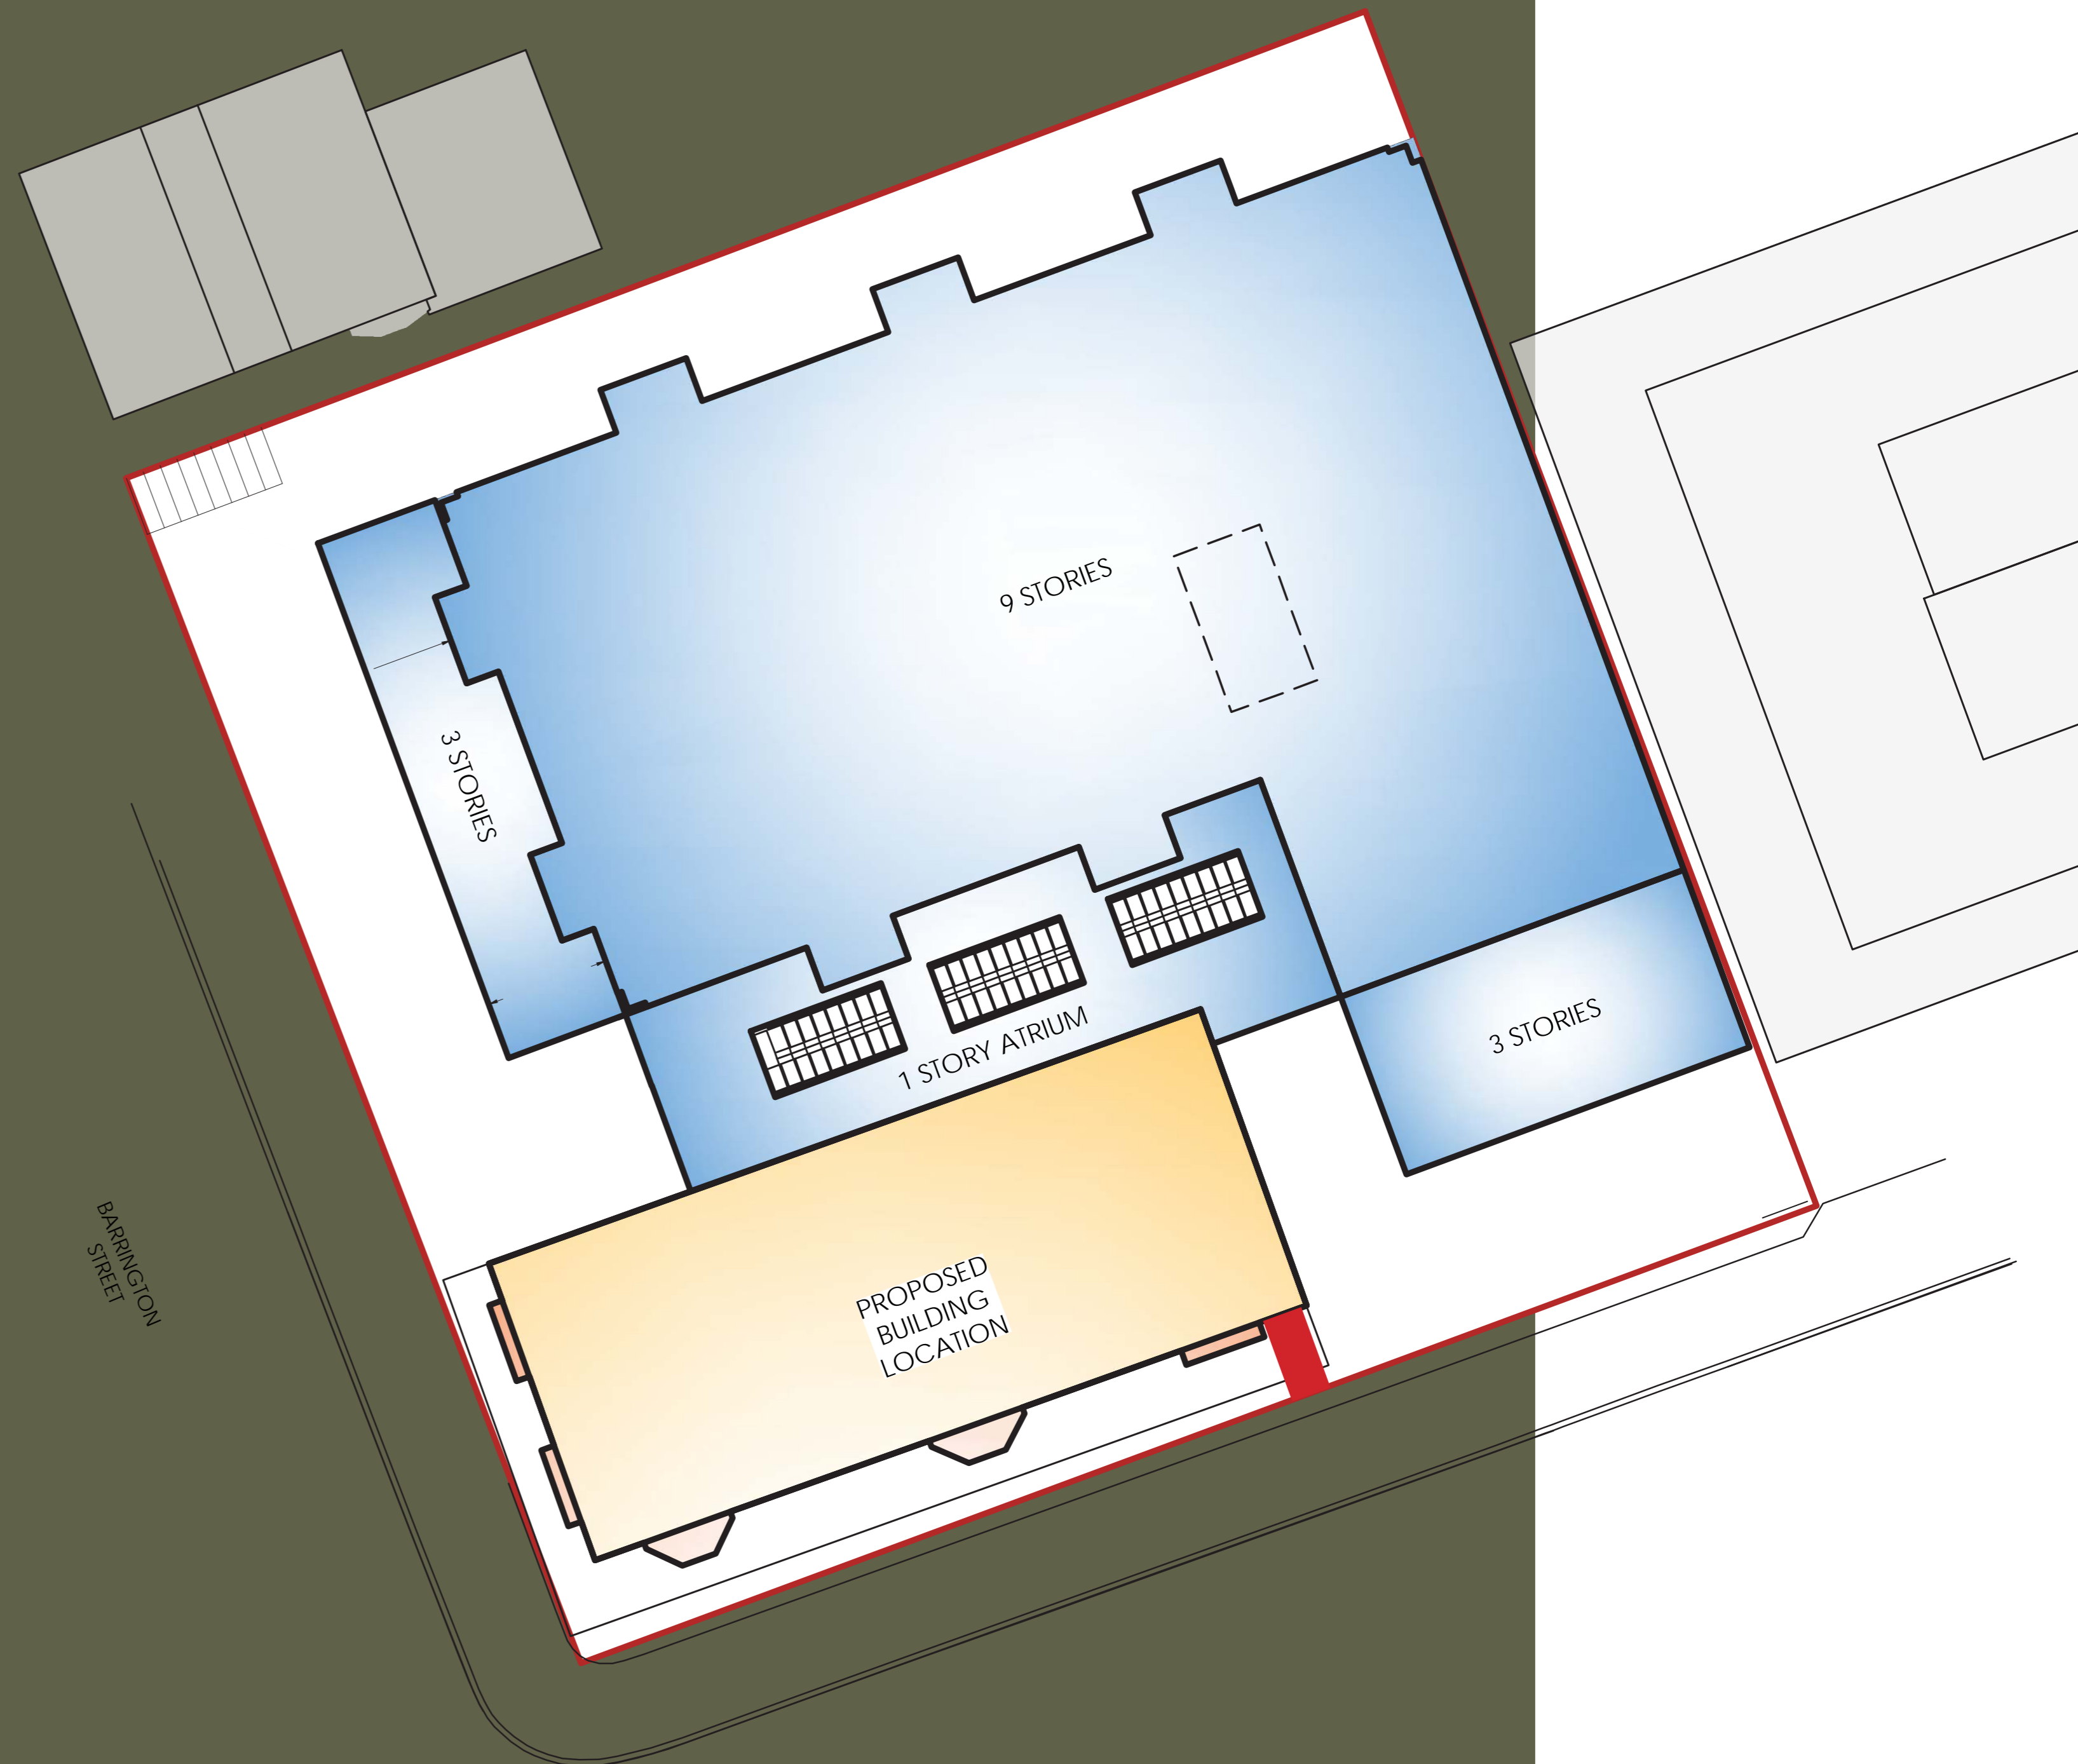 9 STORIES
3 STORIES
3 STORIES
1 STORY ATRIUM
PROPOSED
BUILDING
LOCATION
BARRINGTON
STREET